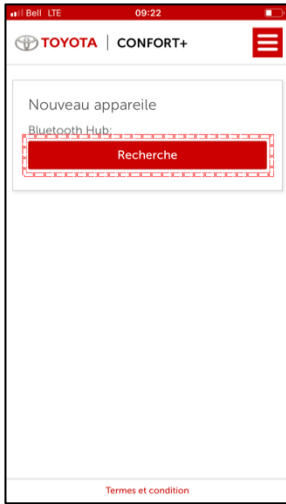 Bell LTE 09:22
TOYOTA | CONFORT+
Nouveau appareile
Bluetooth Hub:
Recherche
Termes et condition